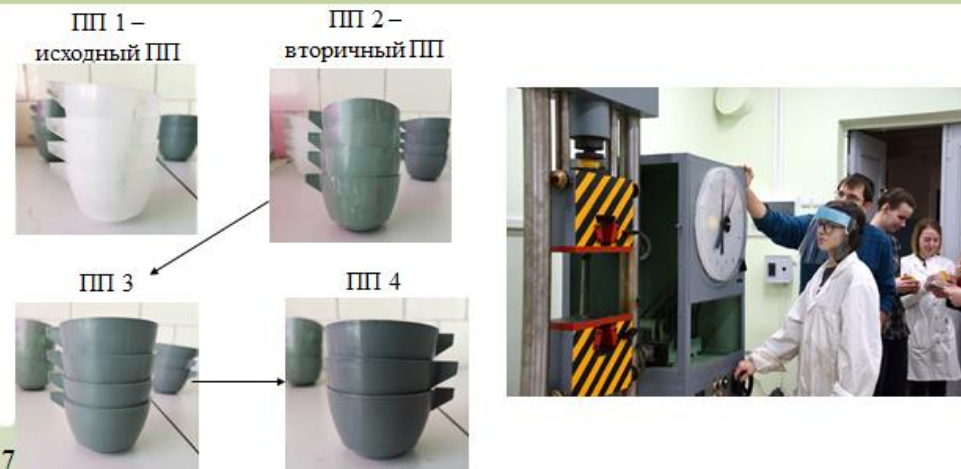 ПП 1 –
исходный ПП
ПП 2 –
вторичный ПП
ПП 3
ПП 4
7